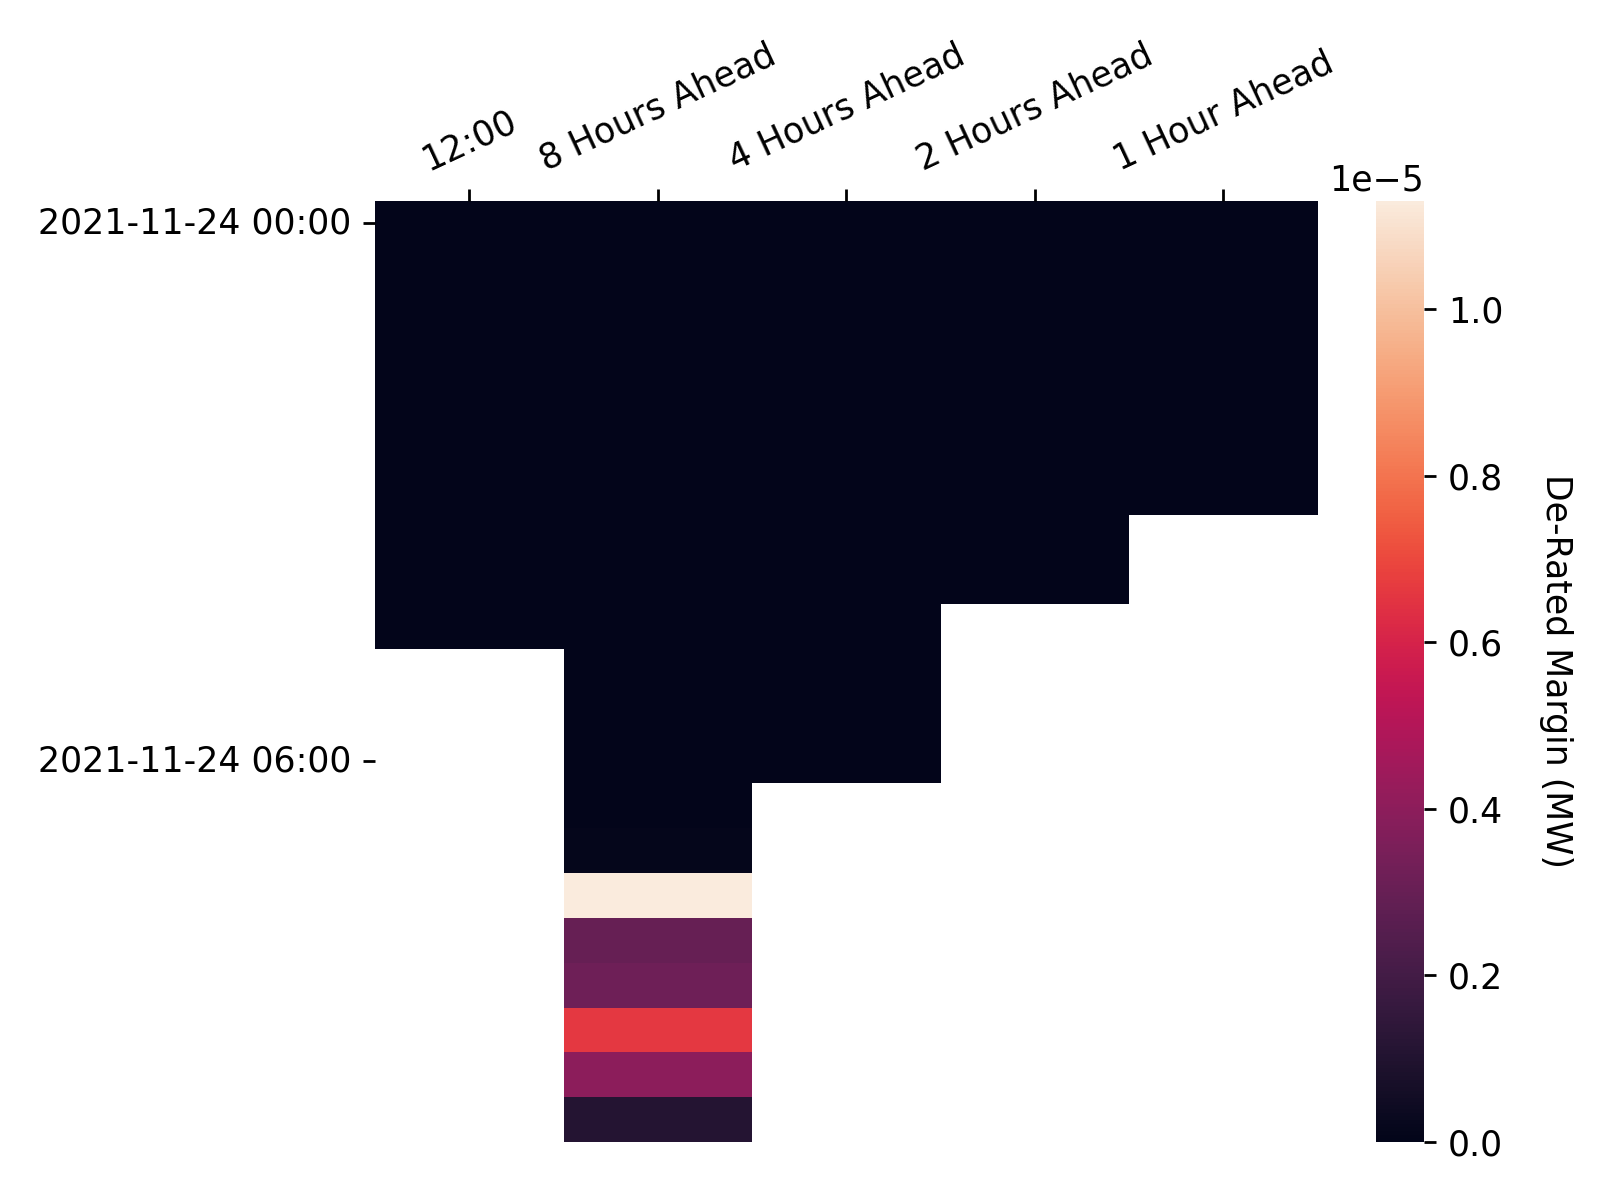 12:00
8 Hours Ahead
4 Hours Ahead
2 Hours Ahead
1 Hour Ahead
1e−5
2021-11-24 00:00
2021-11-24 06:00
1.0
0.8
0.6
0.4
0.2
0.0
De-Rated Margin (MW)